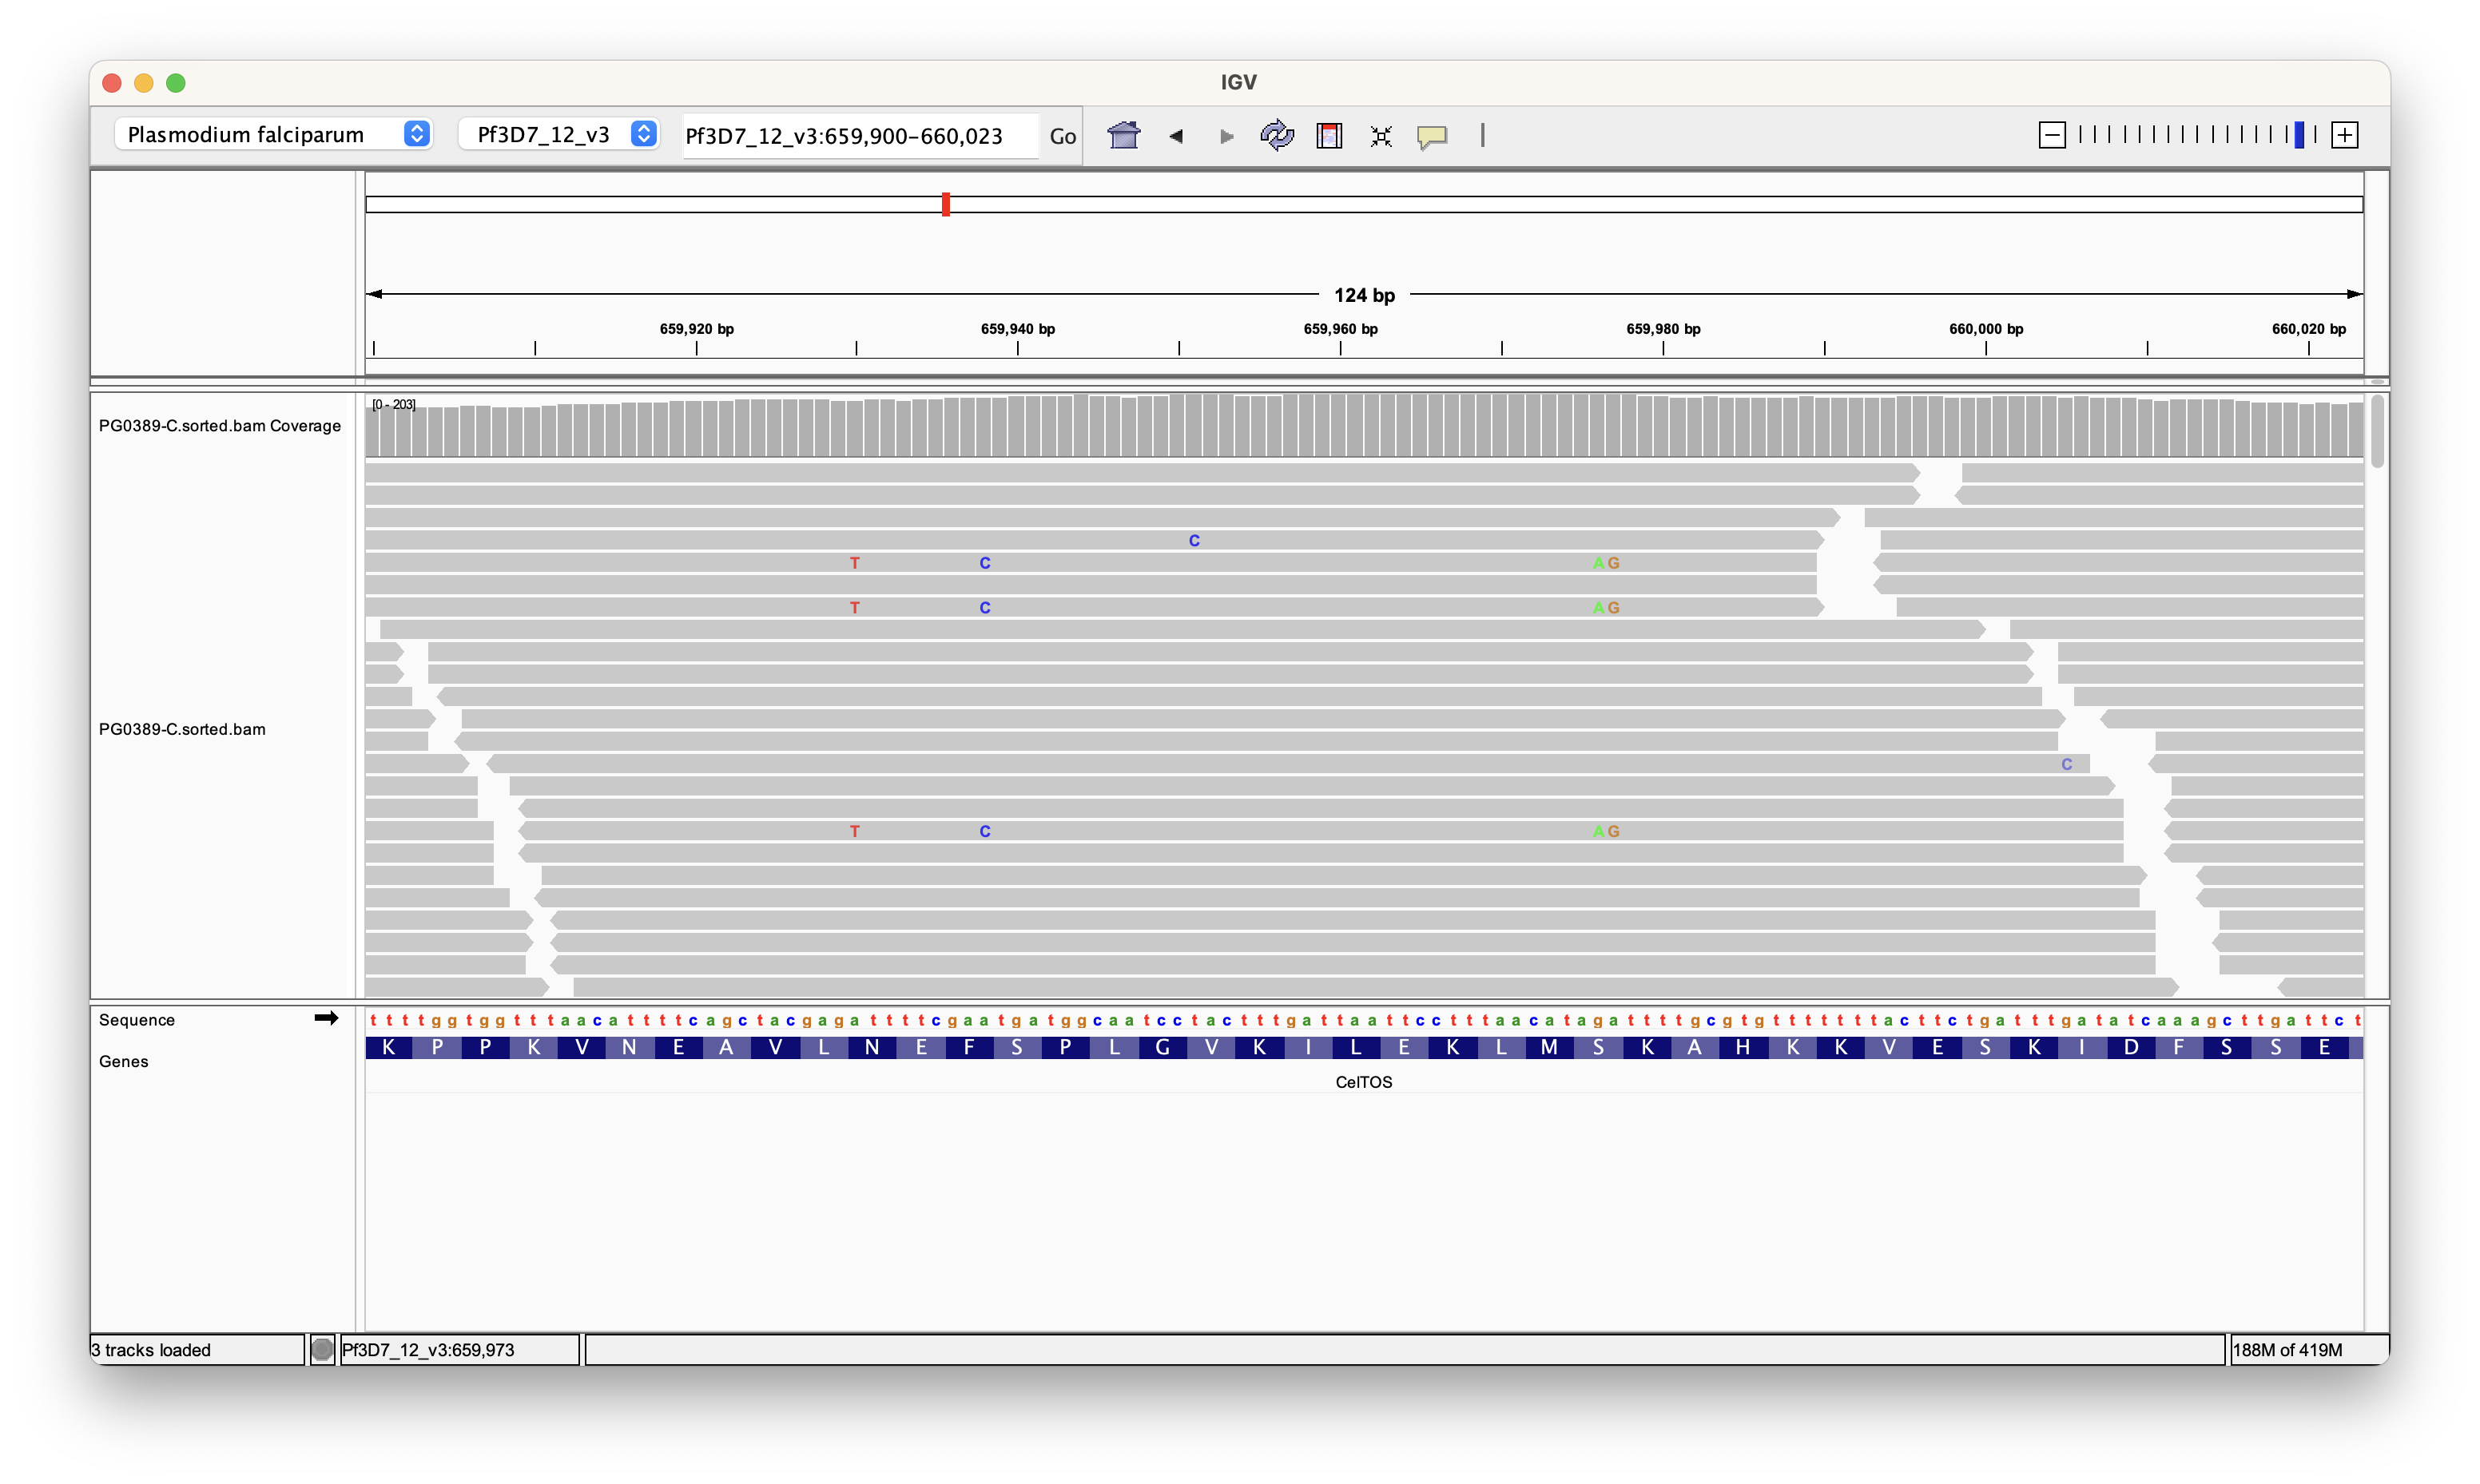 IGV
Plasmodium falciparum
Pf3D7_12_v3
Pf3D7_12_v3:659,900-660,023
Go
124 bp
659,920 bp 659,940 bp 659,960 bp 659,980 bp 660,000 bp 660,020 bp
[0 - 203]
PG0389-C.sorted.bam Coverage
C
T C A G
T C A G
PG0389-C.sorted.bam
C
T C A G
Sequence
t t t t g g t g g t t t a a c a t t t t c a g c t a c g a g a t t t t c g a a t g a t g g c a a t c c t a c t t t g a t t a a t t c c t t t a a c a t a g a t t t t g c g t g t t t t t t t a c t t c t g a t t t g a t a t c a a a g c t t g a t t c t
K P P K V N E A V L N E F S P L G V K I L E K L M S K A H K K V E S K I D F S S E
Genes
CelTOS
3 tracks loaded
Pf3D7_12_v3:659,973
188M of 419M